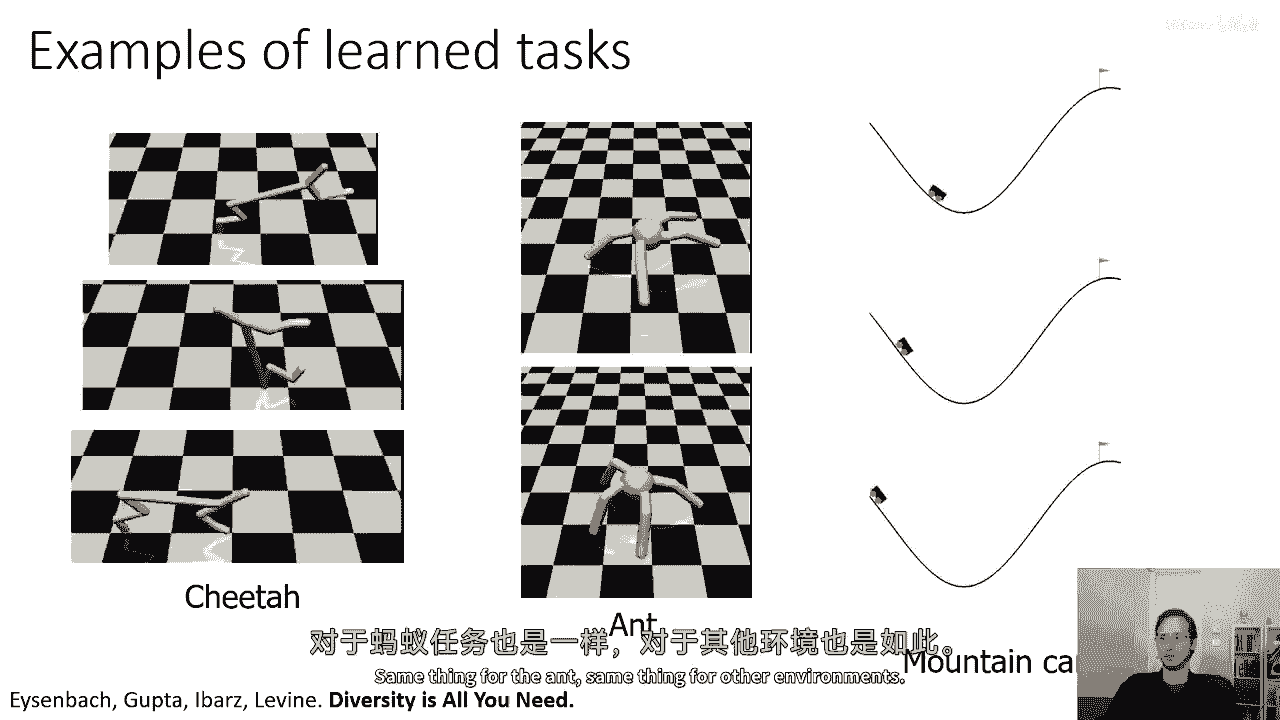 Examples of learned tasks
Cheetah
Ant
Mountain ca
对于蚂蚁任务也是一样，对于其他环境也是如此。
Same thing for the ant, same thing for other environments.
Eysenbach, Gupta, Ibarz, Levine. Diversity is All You Need.